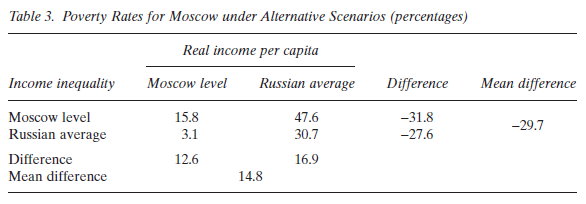 Table 3. Poverty Rates for Moscow under Alternative Scenarios (percentages)
Real income per capita
Income inequality Moscow level Russian average Difference Mean difference
Moscow level 15.8 47.6 –31.8
–29.7
Russian average 3.1 30.7 –27.6
Difference 12.6 16.9
Mean difference 14.8